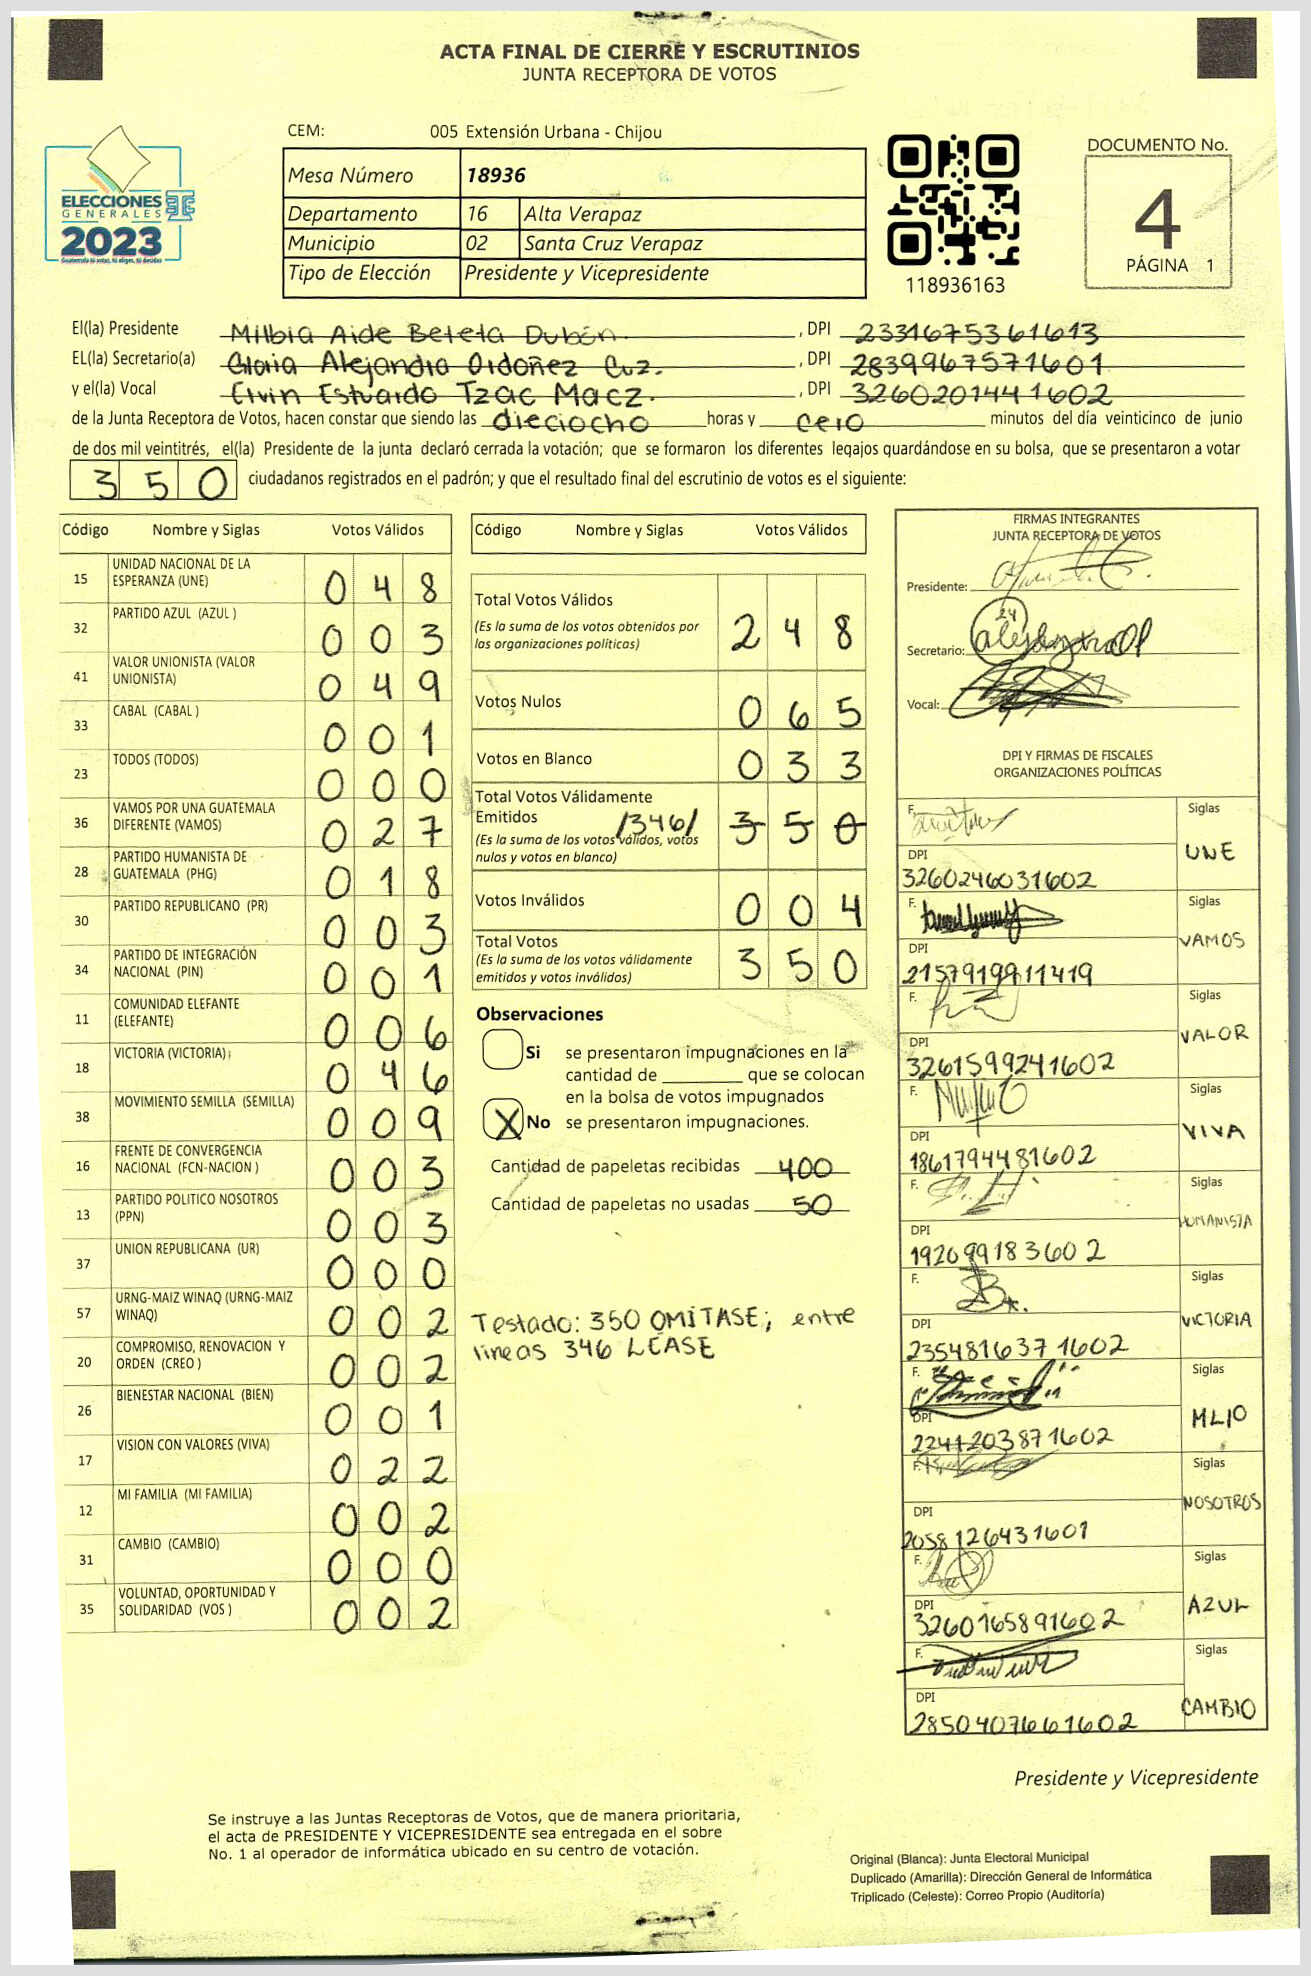 ACTA FINAL DE CIERRE Y ESCRUTINIOS
JUNTA RECEPTORA DE VOTOS
CEM: 005 Extensión Urbana - Chijou
ELECCIONES
GENERALES
2023
Mesa Número 18936
Departamento 16 Alta Verapaz
Municipio 02 Santa Cruz Verapaz
Tipo de Elección Presidente y Vicepresidente
118936163
DOCUMENTO No.
4
PÁGINA 1
El(la) Presidente Milbia Aide Beteta Dubón. , DPI 2331675361613
EL(la) Secretario(a) Gloria Alejandra Ordoñez Cuz. , DPI 2839967571601
y el(la) Vocal Ervin Estuardo Tzac Macz. , DPI 3260201441602
de la Junta Receptora de Votos, hacen constar que siendo las dieciocho horas y cero minutos del día veinticinco de junio
de dos mil veintitrés, el(la) Presidente de la junta declaró cerrada la votación; que se formaron los diferentes legajos guardándose en su bolsa, que se presentaron a votar
350 ciudadanos registrados en el padrón; y que el resultado final del escrutinio de votos es el siguiente:
Código Nombre y Siglas Votos Válidos
15 UNIDAD NACIONAL DE LA ESPERANZA (UNE) 048
32 PARTIDO AZUL (AZUL ) 003
41 VALOR UNIONISTA (VALOR UNIONISTA) 049
33 CABAL (CABAL ) 001
23 TODOS (TODOS) 000
36 VAMOS POR UNA GUATEMALA DIFERENTE (VAMOS) 027
28 PARTIDO HUMANISTA DE GUATEMALA (PHG) 018
30 PARTIDO REPUBLICANO (PR) 003
34 PARTIDO DE INTEGRACIÓN NACIONAL (PIN) 001
11 COMUNIDAD ELEFANTE (ELEFANTE) 006
18 VICTORIA (VICTORIA) 046
38 MOVIMIENTO SEMILLA (SEMILLA) 009
16 FRENTE DE CONVERGENCIA NACIONAL (FCN-NACION ) 003
13 PARTIDO POLITICO NOSOTROS (PPN) 003
37 UNION REPUBLICANA (UR) 000
57 URNG-MAIZ WINAQ (URNG-MAIZ WINAQ) 002
20 COMPROMISO, RENOVACION Y ORDEN (CREO ) 002
26 BIENESTAR NACIONAL (BIEN) 001
17 VISION CON VALORES (VIVA) 022
12 MI FAMILIA (MI FAMILIA) 002
31 CAMBIO (CAMBIO) 000
35 VOLUNTAD, OPORTUNIDAD Y SOLIDARIDAD (VOS ) 002
Código Nombre y Siglas Votos Válidos
Total Votos Válidos 248
(Es la suma de los votos obtenidos por
las organizaciones políticas)
Votos Nulos 065
Votos en Blanco 033
Total Votos Válidamente
Emitidos /346/ 350
(Es la suma de los votos válidos, votos
nulos y votos en blanco)
Votos Inválidos 004
Total Votos 350
(Es la suma de los votos válidamente
emitidos y votos inválidos)
Observaciones
Si se presentaron impugnaciones en la
cantidad de ________ que se colocan
en la bolsa de votos impugnados
X No se presentaron impugnaciones.
Cantidad de papeletas recibidas 400
Cantidad de papeletas no usadas 50
Testado: 350 OMITASE; entre
lineas 346 LEASE
FIRMAS INTEGRANTES
JUNTA RECEPTORA DE VOTOS
Presidente:
Secretario:
Vocal:
DPI Y FIRMAS DE FISCALES
ORGANIZACIONES POLÍTICAS
F. Siglas
UNE
DPI
3260246031602
F. Siglas
VAMOS
DPI
2157919911419
F. Siglas
VALOR
DPI
3261599241602
F. Siglas
VIVA
DPI
1861794481602
F. Siglas
HUMANISTA
DPI
192099183602
F. Siglas
VICTORIA
DPI
2354816371602
F. Siglas
MLIO
DPI
2241203871602
F. Siglas
NOSOTROS
DPI
2058126431601
F. Siglas
AZUL
DPI
3260165891602
F. Siglas
CAMBIO
DPI
2850407661602
Presidente y Vicepresidente
Se instruye a las Juntas Receptoras de Votos, que de manera prioritaria,
el acta de PRESIDENTE Y VICEPRESIDENTE sea entregada en el sobre
No. 1 al operador de informática ubicado en su centro de votación.
Original (Blanca): Junta Electoral Municipal
Duplicado (Amarilla): Dirección General de Informática
Triplicado (Celeste): Correo Propio (Auditoría)